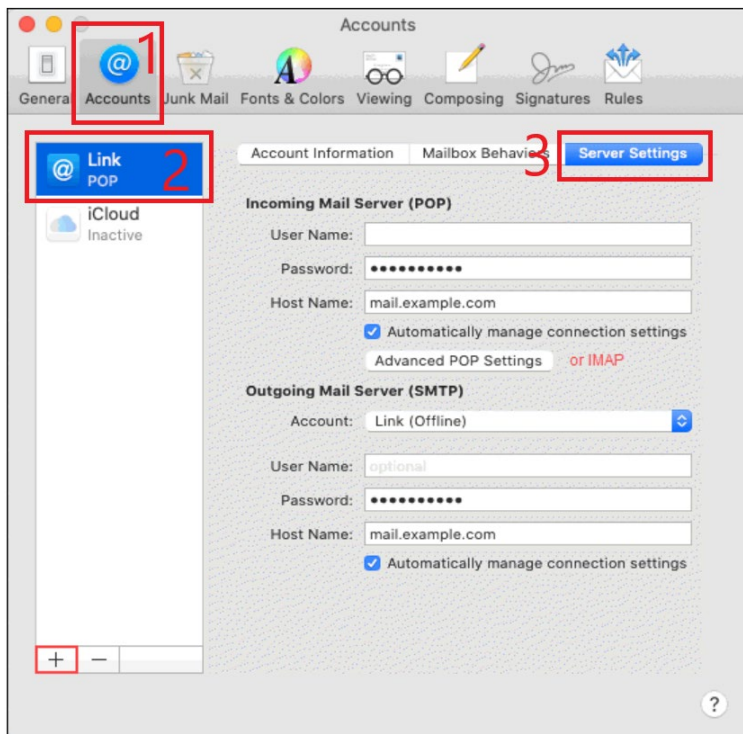 Accounts
1
General Accounts Junk Mail Fonts & Colors Viewing Composing Signatures Rules
2
Link
POP
iCloud
Inactive
Account Information Mailbox Behaviors 3 Server Settings
Incoming Mail Server (POP)
User Name:
Password: ••••••••••
Host Name: mail.example.com
Automatically manage connection settings
Advanced POP Settings or IMAP
Outgoing Mail Server (SMTP)
Account: Link (Offline)
User Name: optional
Password: ••••••••••
Host Name: mail.example.com
Automatically manage connection settings
+ −
?